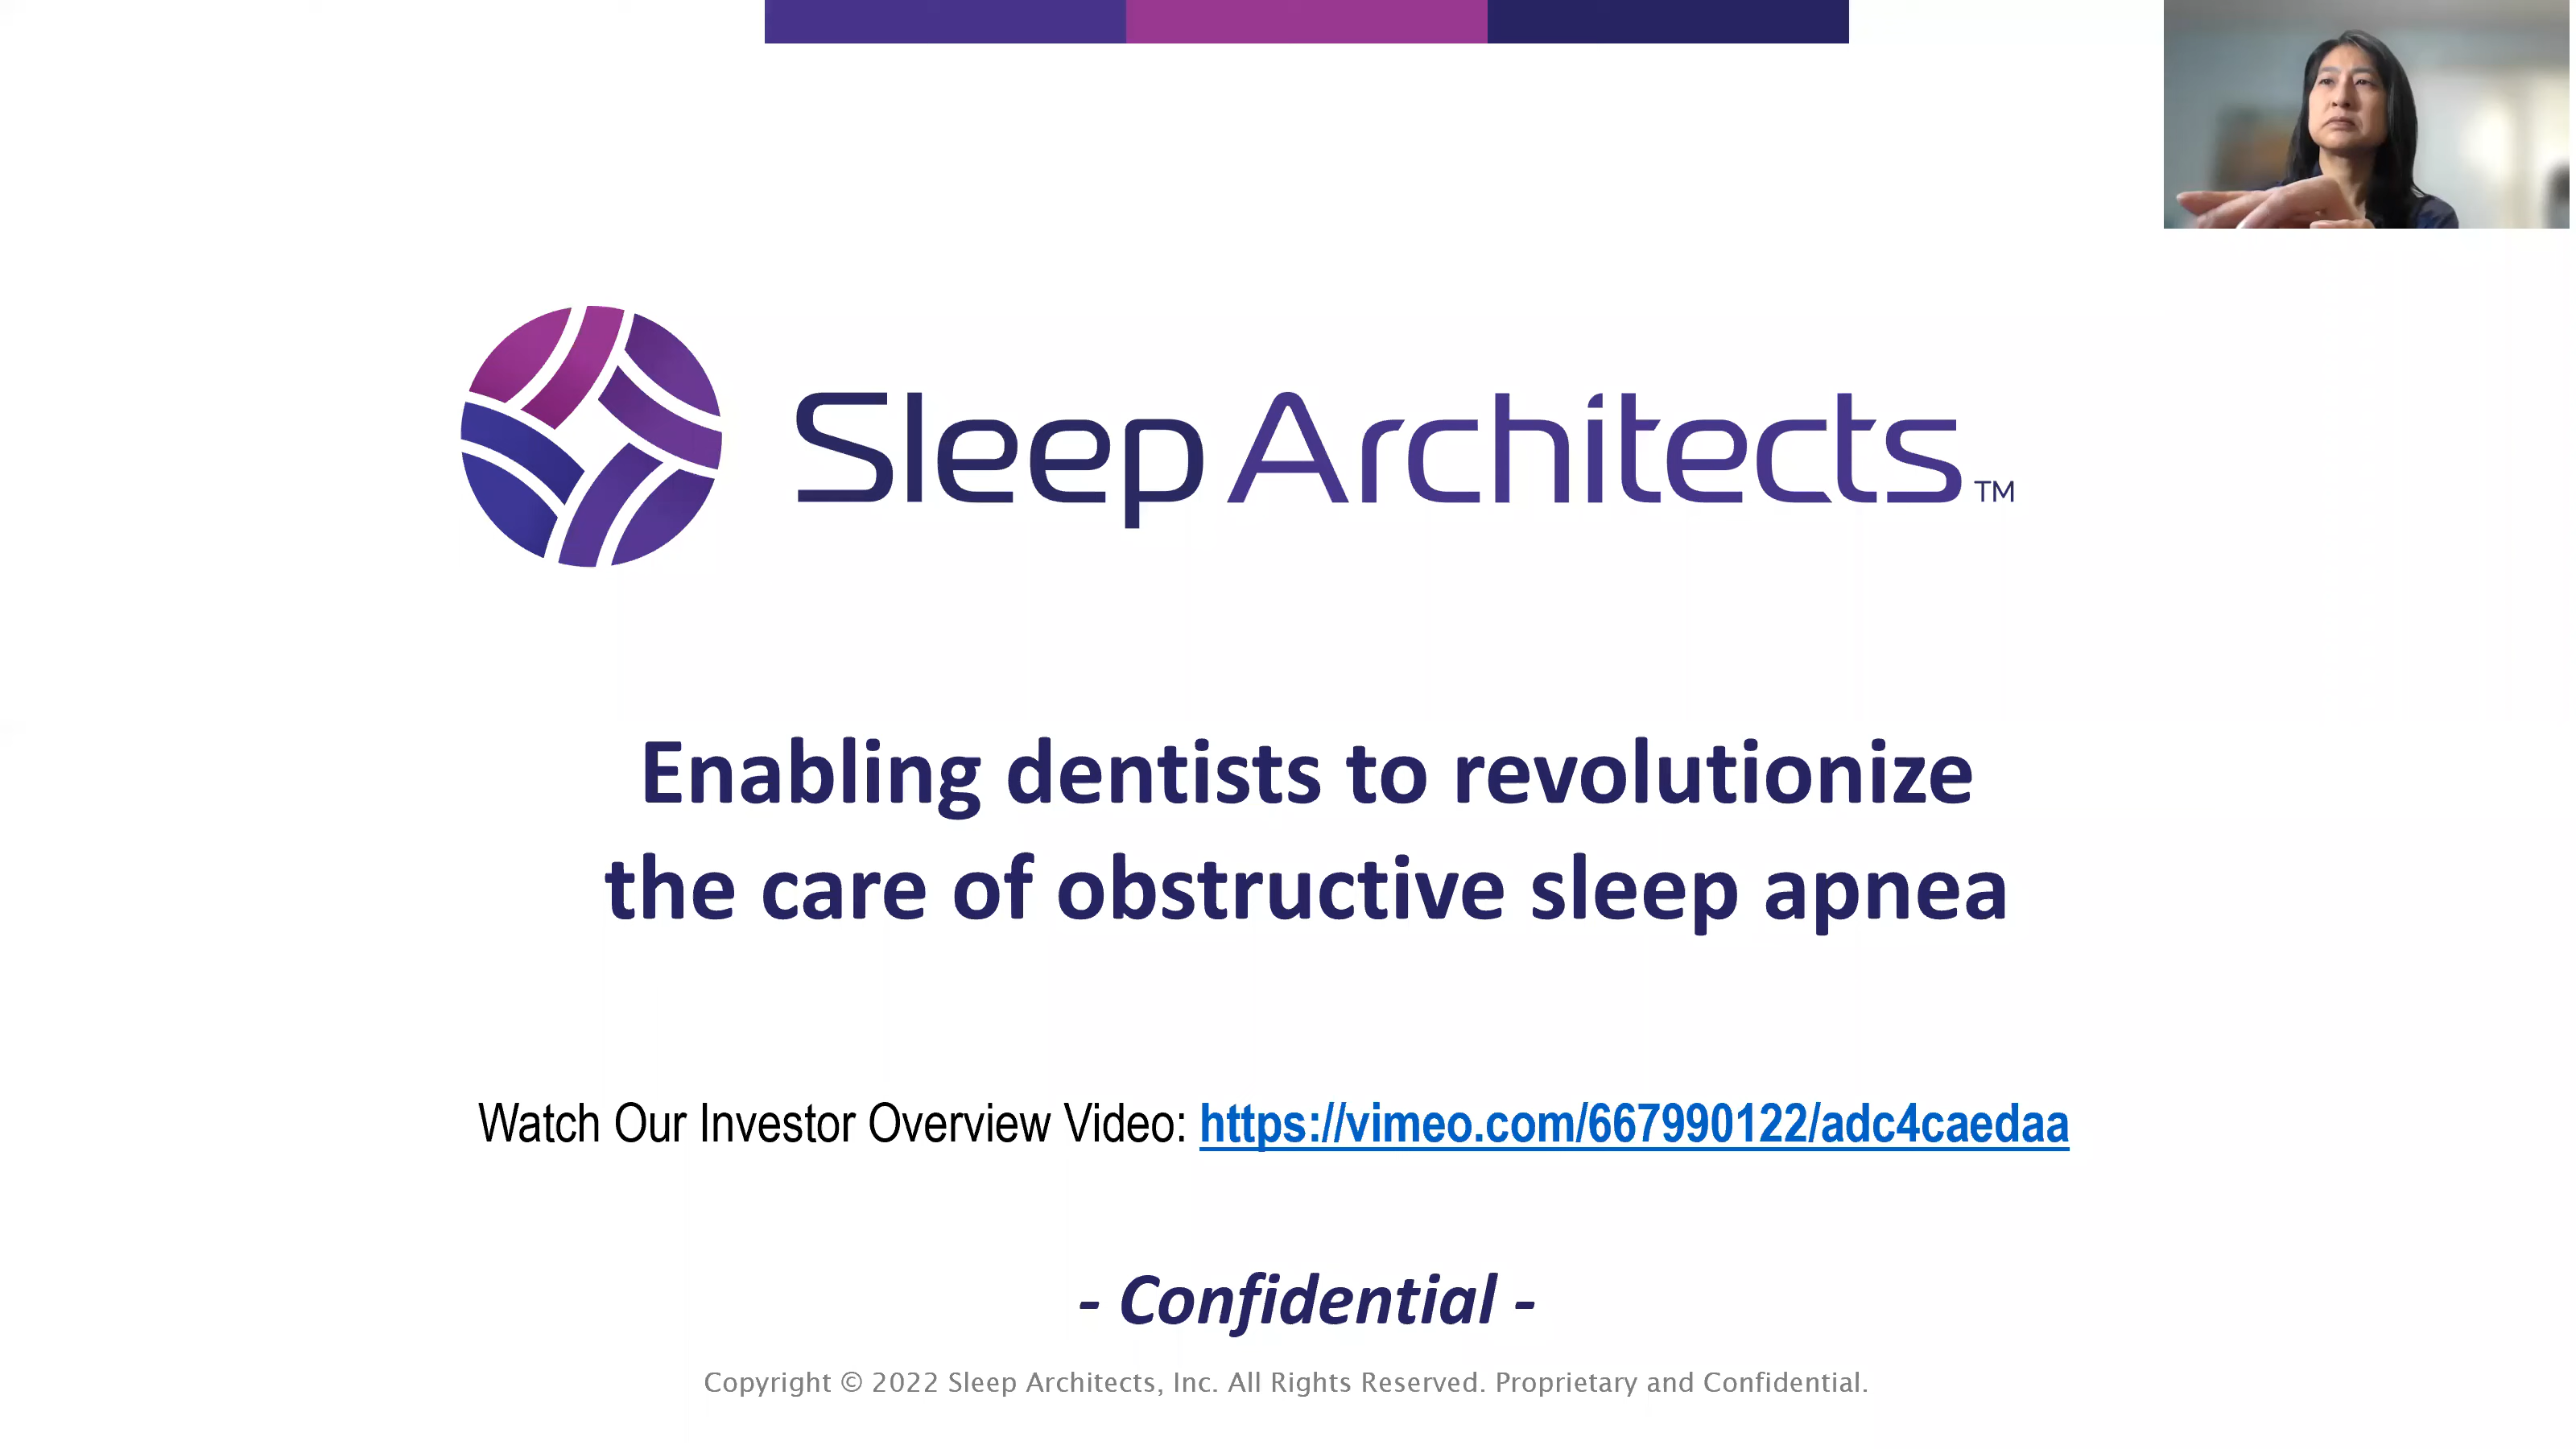 Sleep Architects™
Enabling dentists to revolutionize
the care of obstructive sleep apnea
Watch Our Investor Overview Video: https://vimeo.com/667990122/adc4caedaa
- Confidential -
Copyright © 2022 Sleep Architects, Inc. All Rights Reserved. Proprietary and Confidential.